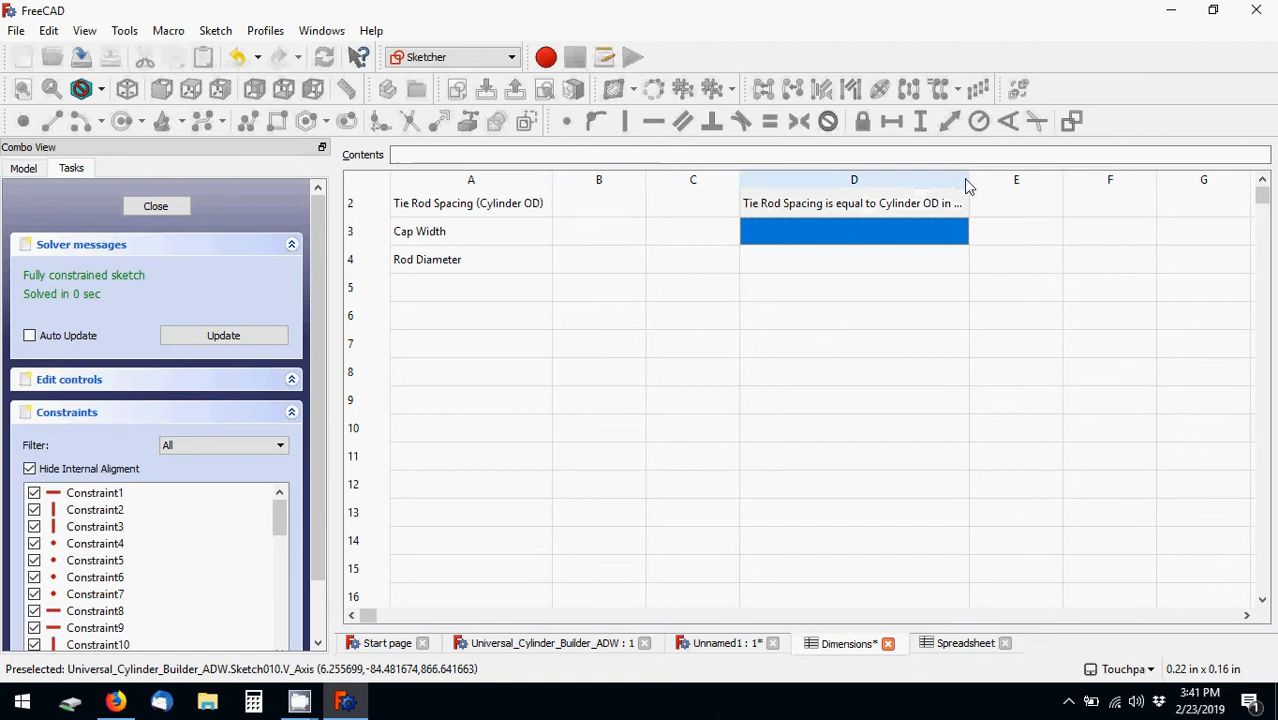 FreeCAD
File Edit View Tools Macro Sketch Profiles Windows Help
Sketcher
Combo View
Contents
Model Tasks
A B C D E F G
Close
2 Tie Rod Spacing (Cylinder OD) Tie Rod Spacing is equal to Cylinder OD in ...
3 Cap Width
4 Rod Diameter
5
6
7
8
9
10
11
12
13
14
15
16
Solver messages
Fully constrained sketch
Solved in 0 sec
Auto Update Update
Edit controls
Constraints
Filter: All
Hide Internal Aligment
Constraint1
Constraint2
Constraint3
Constraint4
Constraint5
Constraint6
Constraint7
Constraint8
Constraint9
Constraint10
Start page Universal_Cylinder_Builder_ADW : 1 Unnamed1 : 1* Dimensions* Spreadsheet
Preselected: Universal_Cylinder_Builder_ADW.Sketch010.V_Axis (6.255699,-84.481674,866.641663) Touchpa 0.22 in x 0.16 in
3:41 PM
2/23/2019